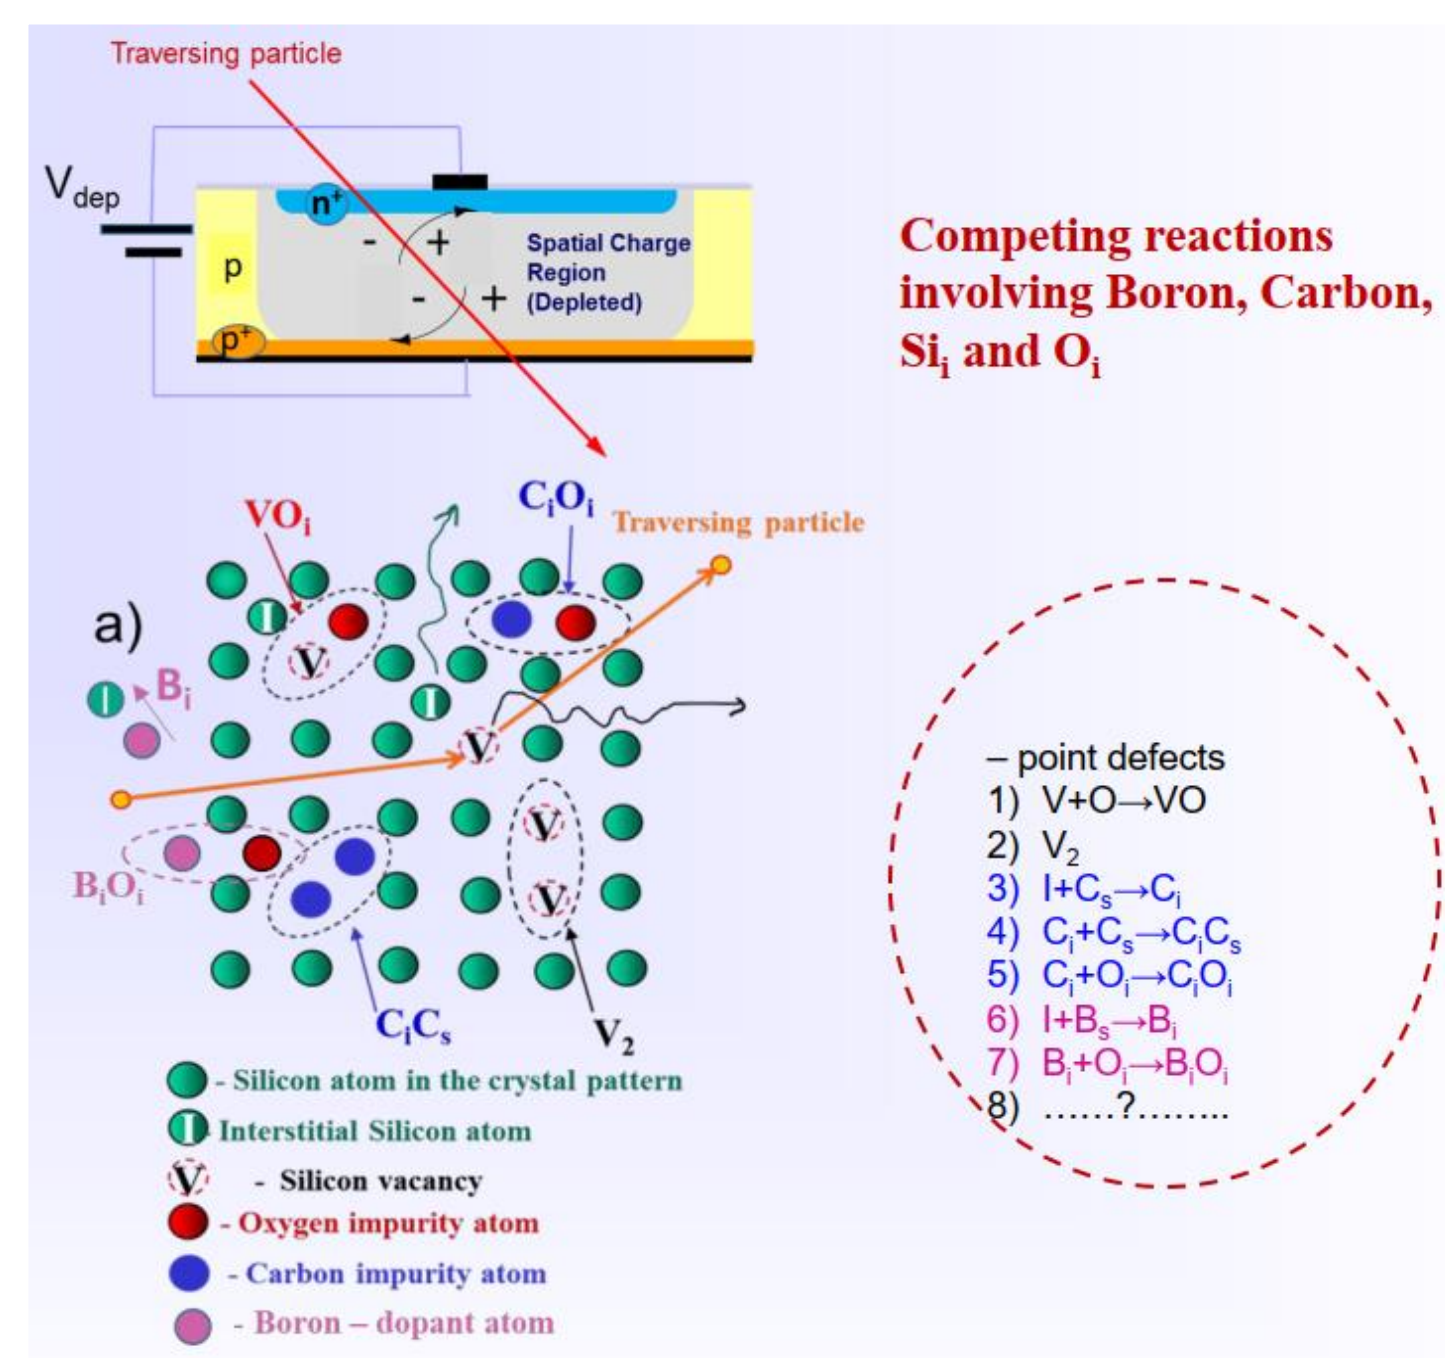 Traversing particle
V_dep
n⁺
- +
Spatial Charge
Region
(Depleted)
p
- +
p⁺
Competing reactions
involving Boron, Carbon,
Si_i and O_i
C_iO_i
VO_i
Traversing particle
a)
I
V
I
B_i
I
V
V
B_iO_i
V
C_iC_s
V₂
– point defects
1) V+O→VO
2) V₂
3) I+C_s→C_i
4) C_i+C_s→C_iC_s
5) C_i+O_i→C_iO_i
6) I+B_s→B_i
7) B_i+O_i→B_iO_i
8) ……?……..
- Silicon atom in the crystal pattern
I - Interstitial Silicon atom
V - Silicon vacancy
- Oxygen impurity atom
- Carbon impurity atom
- Boron – dopant atom